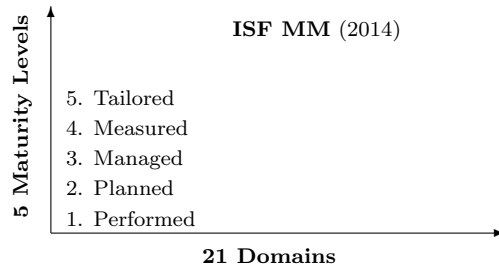 ISF MM (2014)
5 Maturity Levels
5. Tailored
4. Measured
3. Managed
2. Planned
1. Performed
21 Domains